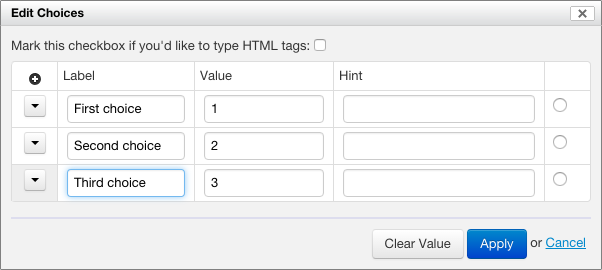 Edit Choices
Mark this checkbox if you'd like to type HTML tags:
Label Value Hint
First choice 1
Second choice 2
Third choice 3
Clear Value Apply or Cancel